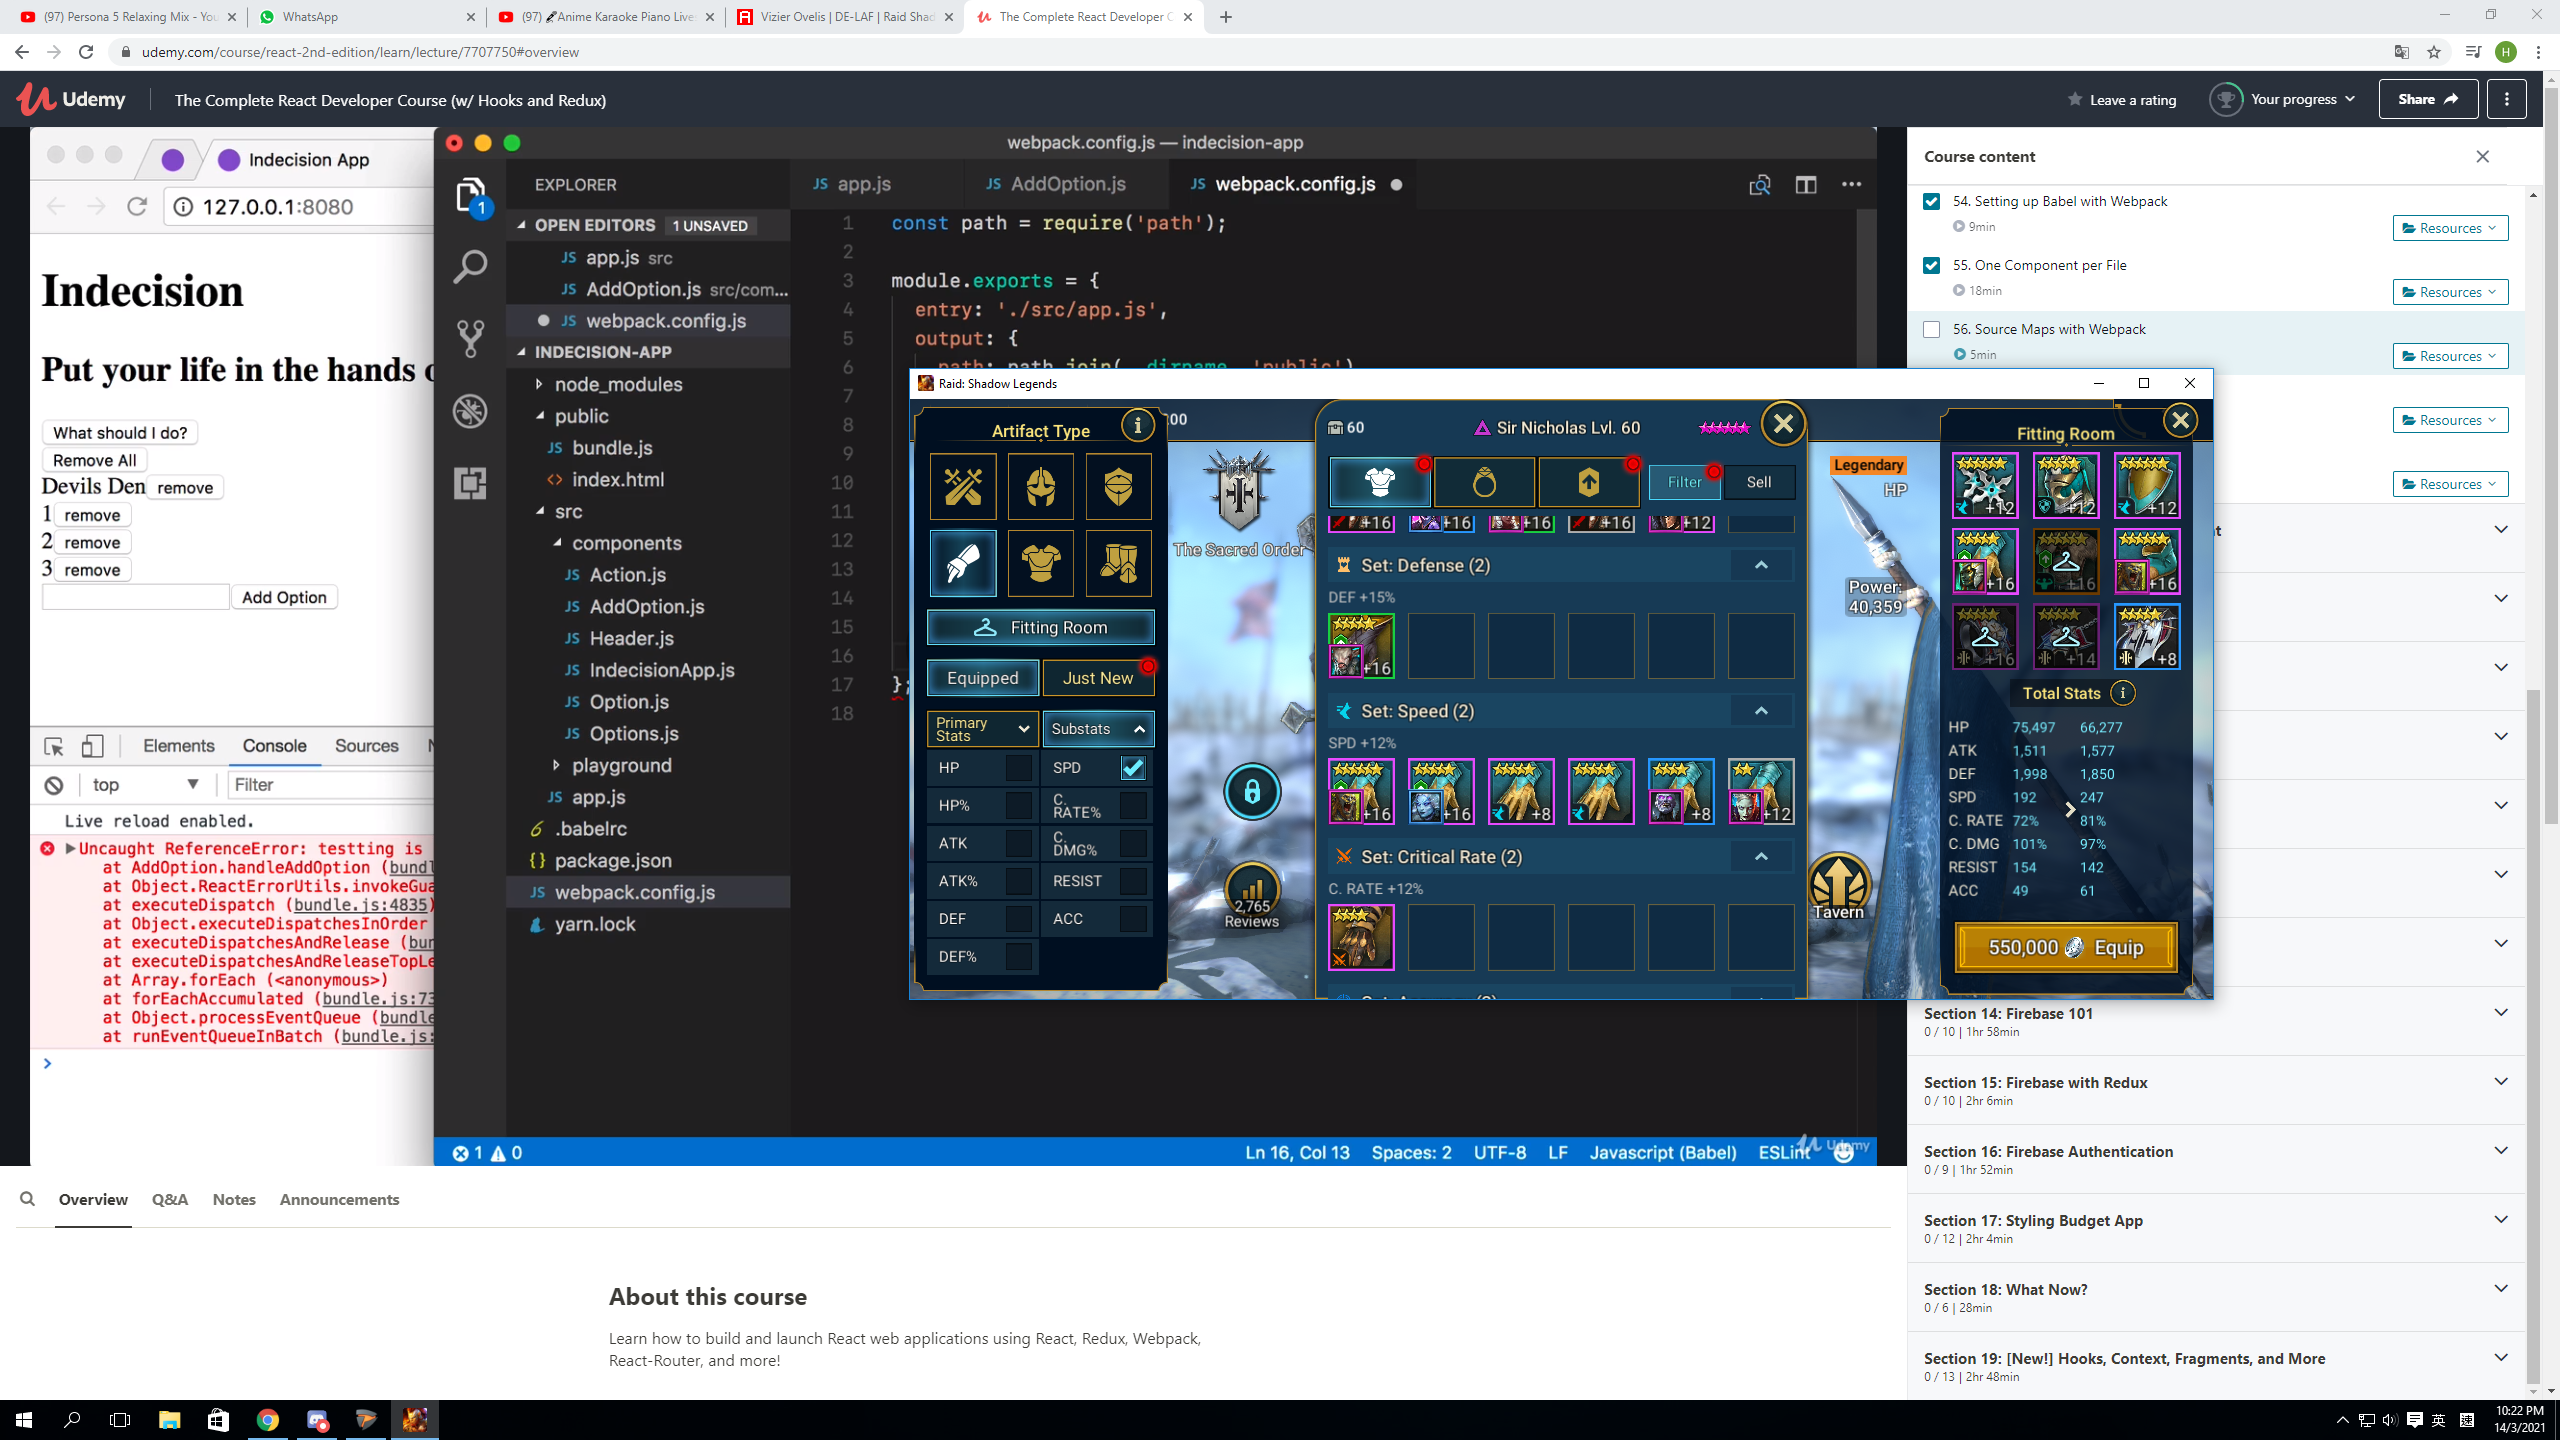 (97) Persona 5 Relaxing Mix - You
WhatsApp
(97) Anime Karaoke Piano Live
Vizier Ovelis | DE-LAF | Raid Shad
The Complete React Developer C
udemy.com/course/react-2nd-edition/learn/lecture/7707750#overview
H
Udemy
The Complete React Developer Course (w/ Hooks and Redux)
Leave a rating
Your progress
Share
Indecision App
127.0.0.1:8080
Indecision
Put your life in the hands o
What should I do?
Remove All
Devils Den remove
1 remove
2 remove
3 remove
Add Option
Elements Console Sources
top Filter
Live reload enabled.
Uncaught ReferenceError: testting is
at AddOption.handleAddOption (bundl
at Object.ReactErrorUtils.invokeGua
at executeDispatch (bundle.js:4835)
at Object.executeDispatchesInOrder
at executeDispatchesAndRelease (bun
at executeDispatchesAndReleaseTopLe
at Array.forEach (<anonymous>)
at forEachAccumulated (bundle.js:73
at Object.processEventQueue (bundle
at runEventQueueInBatch (bundle.js:
webpack.config.js — indecision-app
EXPLORER
1
OPEN EDITORS 1 UNSAVED
JS app.js src
JS AddOption.js src/com...
JS webpack.config.js
INDECISION-APP
node_modules
public
JS bundle.js
<> index.html
src
components
JS Action.js
JS AddOption.js
JS Header.js
JS IndecisionApp.js
JS Option.js
JS Options.js
playground
JS app.js
.babelrc
{} package.json
JS webpack.config.js
yarn.lock
JS app.js
JS AddOption.js
JS webpack.config.js
1 const path = require('path');
2
3 module.exports = {
4 entry: './src/app.js',
5 output: {
6 path: path.join(__dirname, 'public')
7
8
9
10
11
12
13
14
15
16
17 };
18
1 0
Ln 16, Col 13 Spaces: 2 UTF-8 LF Javascript (Babel) ESLint
Udemy
Raid: Shadow Legends
Artifact Type
Fitting Room
Equipped
Just New
Primary Stats
Substats
HP SPD
HP% C. RATE%
ATK C. DMG%
ATK% RESIST
DEF ACC
DEF%
The Sacred Order
2,765
Reviews
60
Sir Nicholas Lvl. 60
Filter
Sell
+16 +16 +16 +16 +12
Set: Defense (2)
DEF +15%
+16
Set: Speed (2)
SPD +12%
+16 +16 +8 +8 +12
Set: Critical Rate (2)
C. RATE +12%
Legendary
HP
Power:
40,359
Tavern
Fitting Room
+12 +12 +12
+16 +16 +16
+16 +14 +8
Total Stats
HP 75,497 66,277
ATK 1,511 1,577
DEF 1,998 1,850
SPD 192 247
C. RATE 72% 81%
C. DMG 101% 97%
RESIST 154 142
ACC 49 61
550,000 Equip
Course content
54. Setting up Babel with Webpack
9min
Resources
55. One Component per File
18min
Resources
56. Source Maps with Webpack
5min
Resources
Resources
Resources
Section 14: Firebase 101
0 / 10 | 1hr 58min
Section 15: Firebase with Redux
0 / 10 | 2hr 6min
Section 16: Firebase Authentication
0 / 9 | 1hr 52min
Section 17: Styling Budget App
0 / 12 | 2hr 4min
Section 18: What Now?
0 / 6 | 28min
Section 19: [New!] Hooks, Context, Fragments, and More
0 / 13 | 2hr 48min
Overview Q&A Notes Announcements
About this course
Learn how to build and launch React web applications using React, Redux, Webpack,
React-Router, and more!
英
10:22 PM
14/3/2021